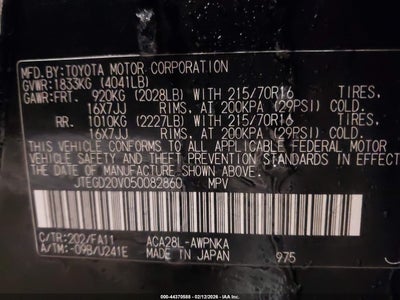 MFD.BY:TOYOTA MOTOR CORPORATION
GVWR:1833KG (4041LB)
GAWR:FRT. 920KG (2028LB) WITH 215/70R16 TIRES.
16X7JJ RIMS. AT 200KPA (29PSI) COLD.
RR. 1010KG (2227LB) WITH 215/70R16 TIRES.
16X7JJ RIMS. AT 200KPA (29PSI) COLD.
THIS VEHICLE CONFORMS TO ALL APPLICABLE FEDERAL MOTOR
VEHICLE SAFETY AND THEFT PREVENTION STANDARDS IN EFFECT
ON THE DATE OF MANUFACTURE SHOWN ABOVE.
JTEGD20V050082860 MPV
C/TR:202/FA11 ACA28L-AWPNKA
A/TM:-09B/U241E MADE IN JAPAN 975
000-44370588 - 02/12/2026 - IAAI.COM